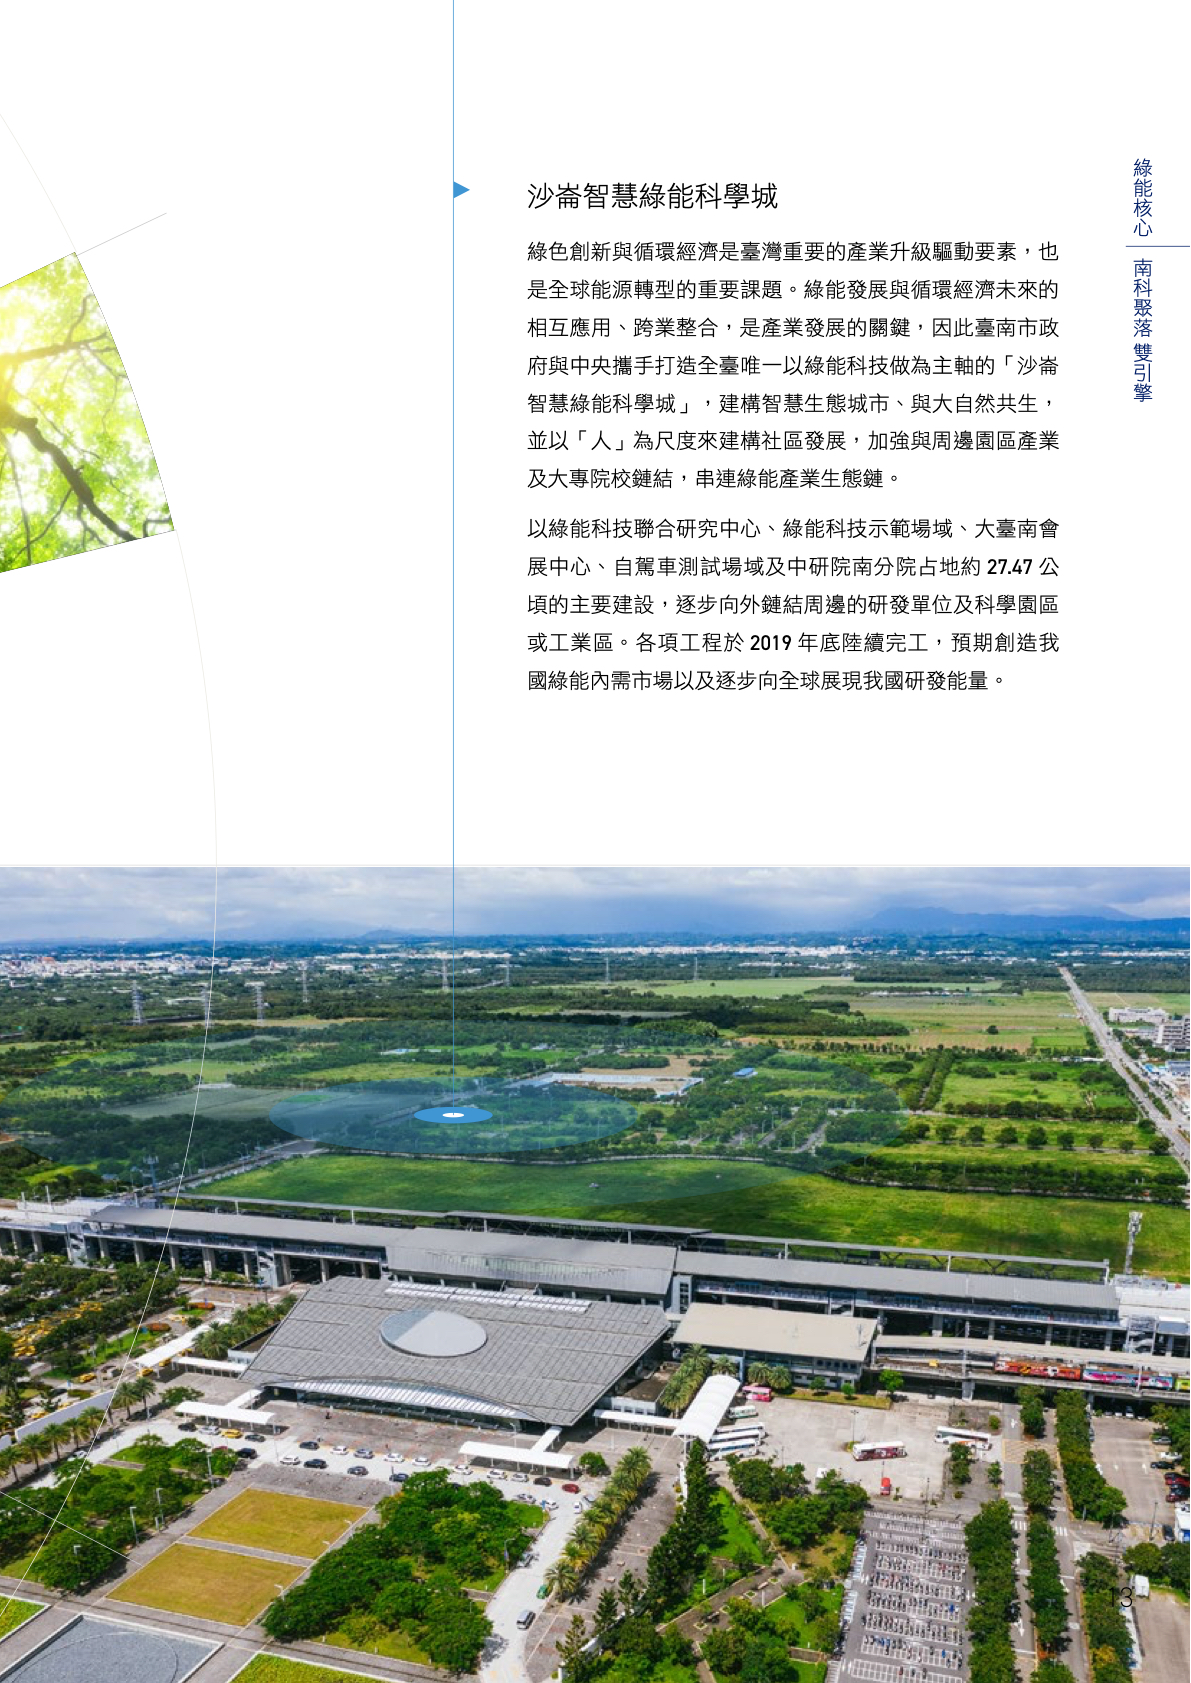 沙崙智慧綠能科學城
綠色創新與循環經濟是臺灣重要的產業升級驅動要素，也
是全球能源轉型的重要課題。綠能發展與循環經濟未來的
相互應用、跨業整合，是產業發展的關鍵，因此臺南市政
府與中央攜手打造全臺唯一以綠能科技做為主軸的「沙崙
智慧綠能科學城」，建構智慧生態城市、與大自然共生，
並以「人」為尺度來建構社區發展，加強與周邊園區產業
及大專院校鏈結，串連綠能產業生態鏈。
以綠能科技聯合研究中心、綠能科技示範場域、大臺南會
展中心、自駕車測試場域及中研院南分院占地約 27.47 公
頃的主要建設，逐步向外鏈結周邊的研發單位及科學園區
或工業區。各項工程於 2019 年底陸續完工，預期創造我
國綠能內需市場以及逐步向全球展現我國研發能量。
綠能核心
南科聚落 雙引擎
13